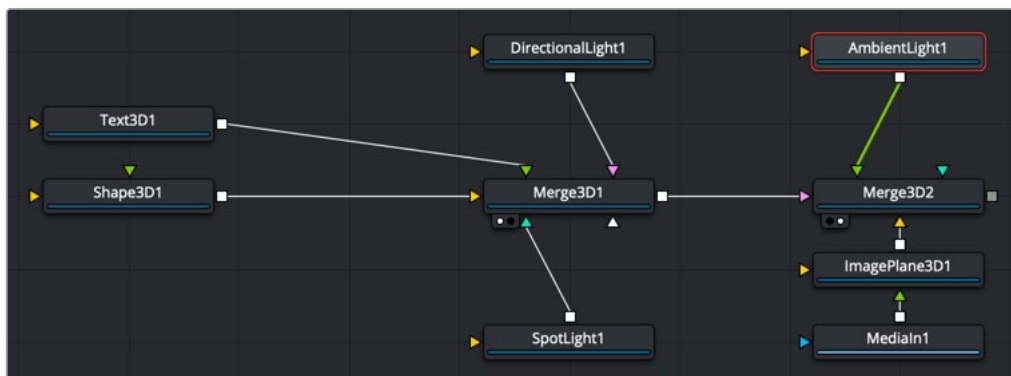 DirectionalLight1
AmbientLight1
Text3D1
Shape3D1
Merge3D1
Merge3D2
ImagePlane3D1
SpotLight1
MediaIn1